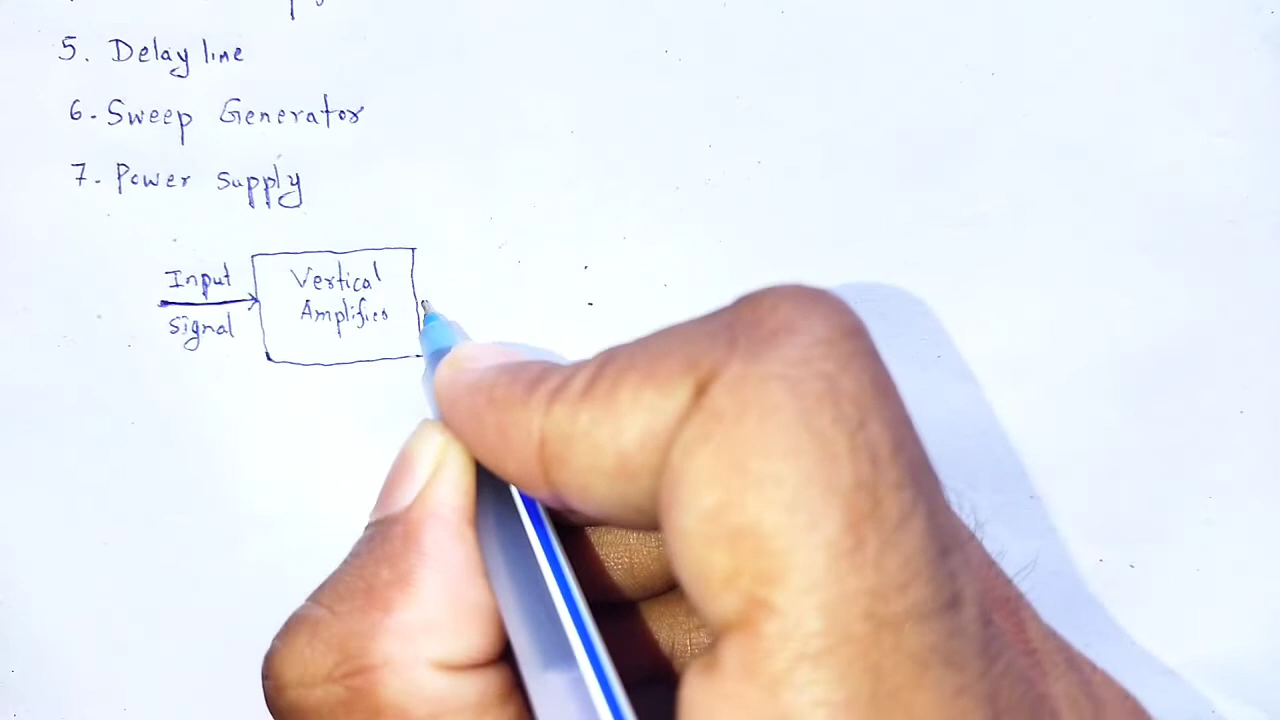 5. Delay line
6. Sweep Generator
7. Power supply
Input
signal
Vertical
Amplifier